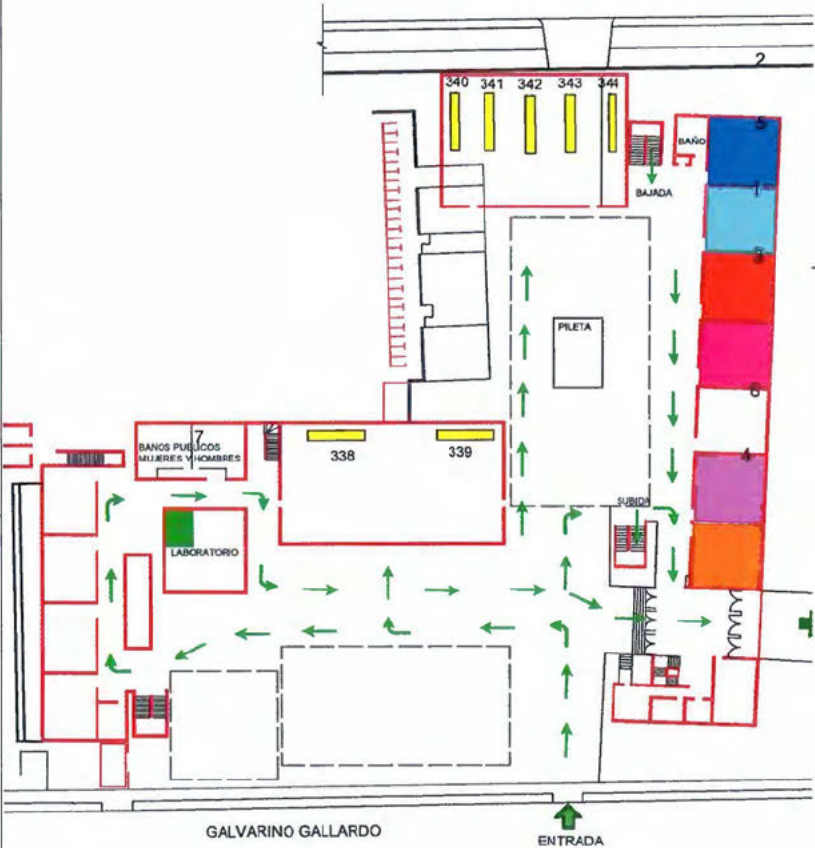 2
340 341 342 343 344
5
BAÑO
BAJADA
1
3
PILETA
6
7
BAÑOS PUBLICOS
MUJERES Y HOMBRES
338
339
4
SUBIDA
LABORATORIO
GALVARINO GALLARDO
ENTRADA